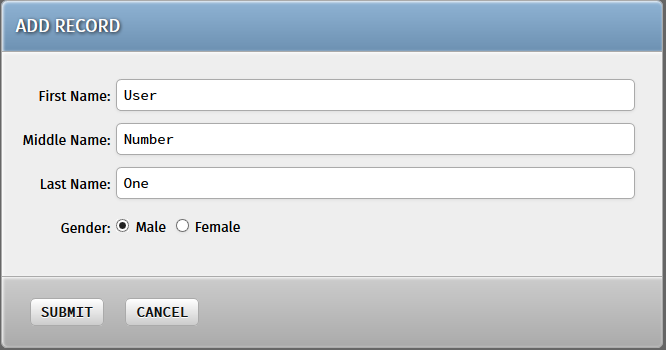 ADD RECORD
First Name: User
Middle Name: Number
Last Name: One
Gender: Male Female
SUBMIT CANCEL